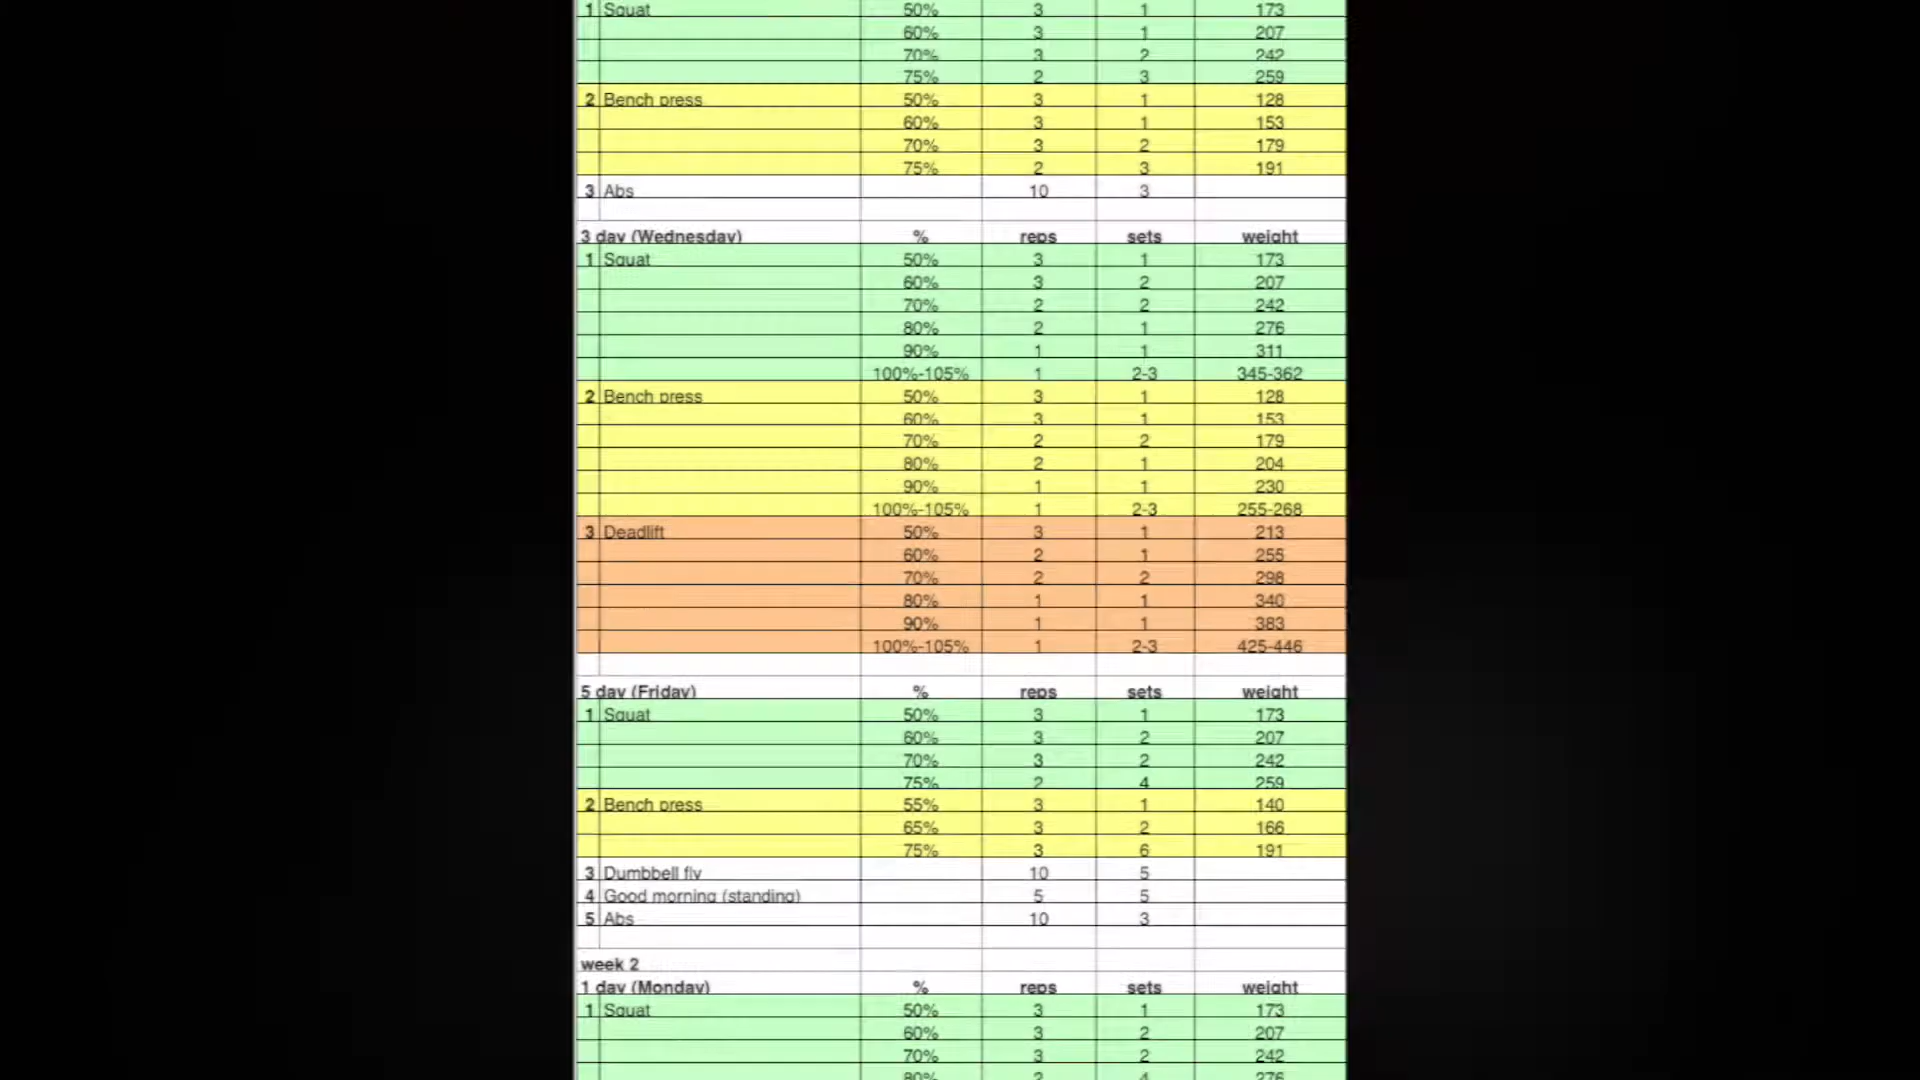 1 Squat 50% 3 1 173
60% 3 1 207
70% 3 2 242
75% 2 3 259
2 Bench press 50% 3 1 128
60% 3 1 153
70% 3 2 179
75% 2 3 191
3 Abs 10 3
3 day (Wednesday) % reps sets weight
1 Squat 50% 3 1 173
60% 3 2 207
70% 2 2 242
80% 2 1 276
90% 1 1 311
100%-105% 1 2-3 345-362
2 Bench press 50% 3 1 128
60% 3 1 153
70% 2 2 179
80% 2 1 204
90% 1 1 230
100%-105% 1 2-3 255-268
3 Deadlift 50% 3 1 213
60% 2 1 255
70% 2 2 298
80% 1 1 340
90% 1 1 383
100%-105% 1 2-3 425-446
5 day (Friday) % reps sets weight
1 Squat 50% 3 1 173
60% 3 2 207
70% 3 2 242
75% 2 4 259
2 Bench press 55% 3 1 140
65% 3 2 166
75% 3 6 191
3 Dumbbell fly 10 5
4 Good morning (standing) 5 5
5 Abs 10 3
week 2
1 day (Monday) % reps sets weight
1 Squat 50% 3 1 173
60% 3 2 207
70% 3 2 242
80% 2 4 276